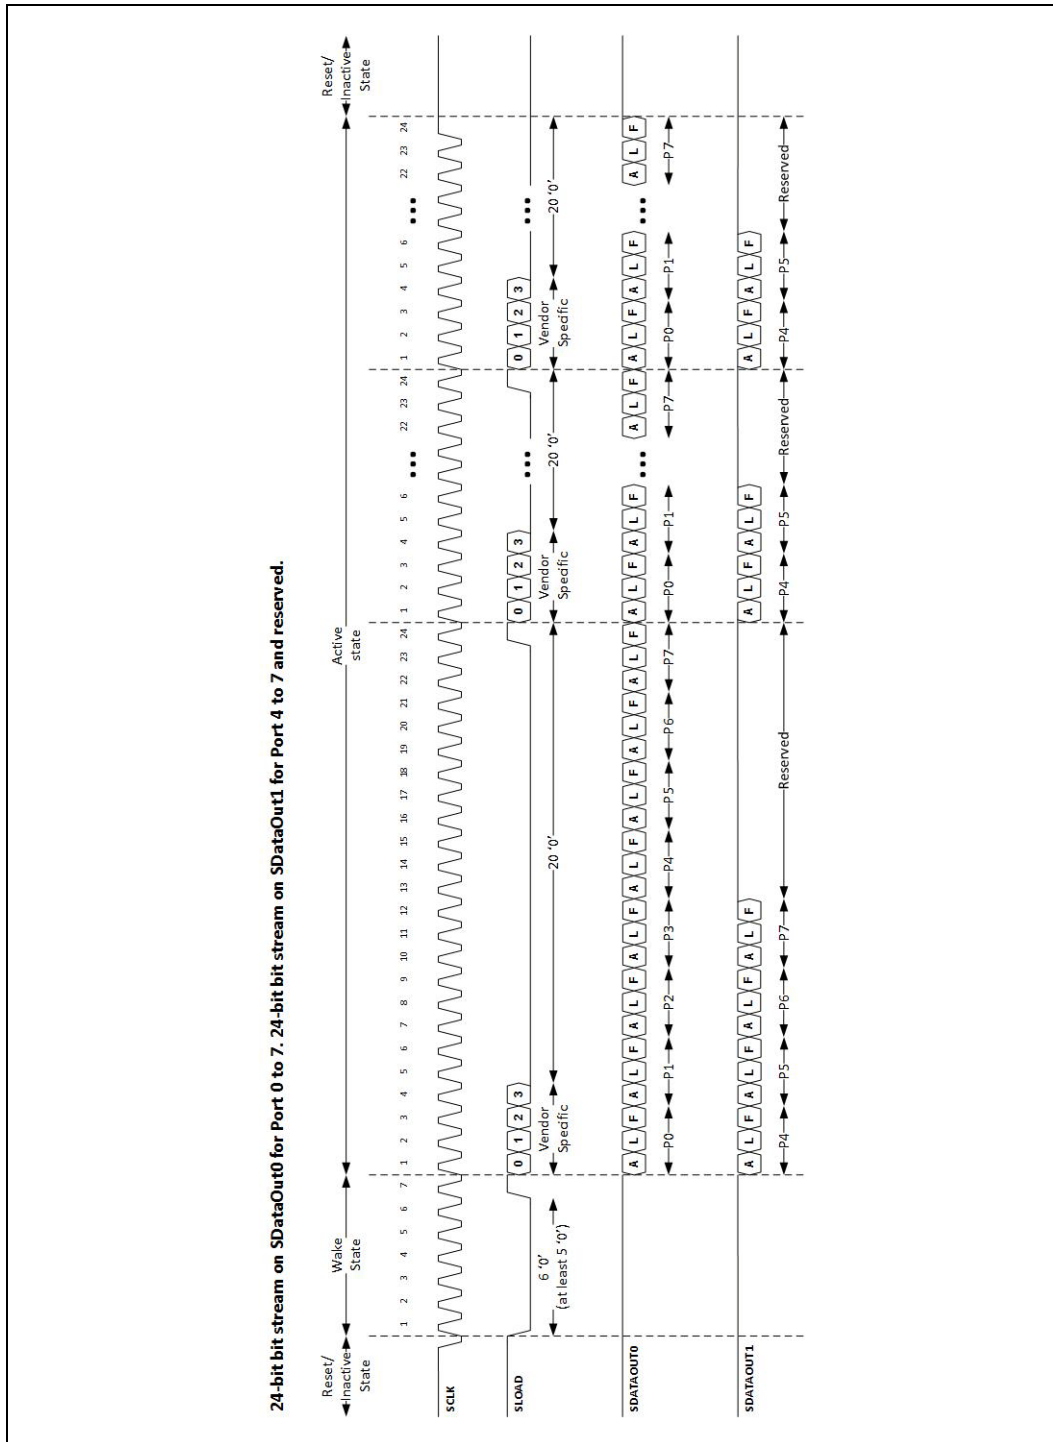 24-bit bit stream on SDataOut0 for Port 0 to 7. 24-bit bit stream on SDataOut1 for Port 4 to 7 and reserved.
Reset/
Inactive
State
Wake
State
Active
state
Reset/
Inactive
State
1 2 3 4 5 6 7
1 2 3 4 5 6 7 8 9 10 11 12 13 14 15 16 17 18 19 20 21 22 23 24
1 2 3 4 5 6 ••• 22 23 24
1 2 3 4 5 6 ••• 22 23 24
SCLK
SLOAD
0 1 2 3
0 1 2 3 •••
0 1 2 3 •••
6 ‘0’
(at least 5 ‘0’)
Vendor
Specific
20 ‘0’
Vendor
Specific
20 ‘0’
Vendor
Specific
20 ‘0’
SDATAOUT0
A L F A L F A L F A L F A L F A L F A L F A L F
A L F A L F ••• A L F
A L F A L F ••• A L F
P0 P1 P2 P3 P4 P5 P6 P7
P0 P1 P7
P0 P1 P7
SDATAOUT1
A L F A L F A L F A L F
A L F A L F
A L F A L F
P4 P5 P6 P7 Reserved
P4 P5 Reserved
P4 P5 Reserved